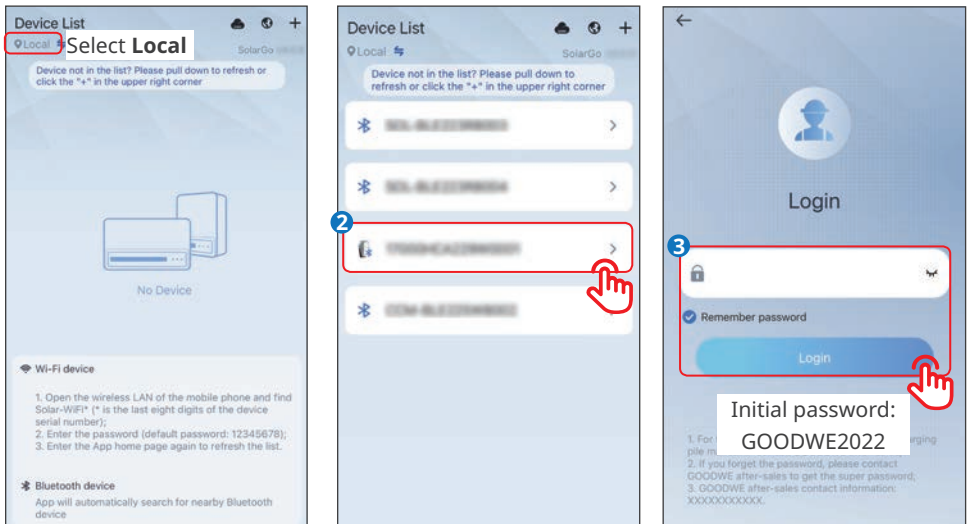 Device List
Local
Select Local
SolarGo
Device not in the list? Please pull down to refresh or
click the "+" in the upper right corner
No Device
Wi-Fi device
1. Open the wireless LAN of the mobile phone and find
Solar-WiFi* (* is the last eight digits of the device
serial number);
2. Enter the password (default password: 12345678);
3. Enter the App home page again to refresh the list.
Bluetooth device
App will automatically search for nearby Bluetooth
device
Device List
Local
SolarGo
Device not in the list? Please pull down to
refresh or click the "+" in the upper right corner
2
Login
3
Remember password
Login
Initial password:
GOODWE2022
1. For
pile
2. If you forget the password, please contact
GOODWE after-sales to get the super password;
3. GOODWE after-sales contact information:
XXXXXXXXXXX.